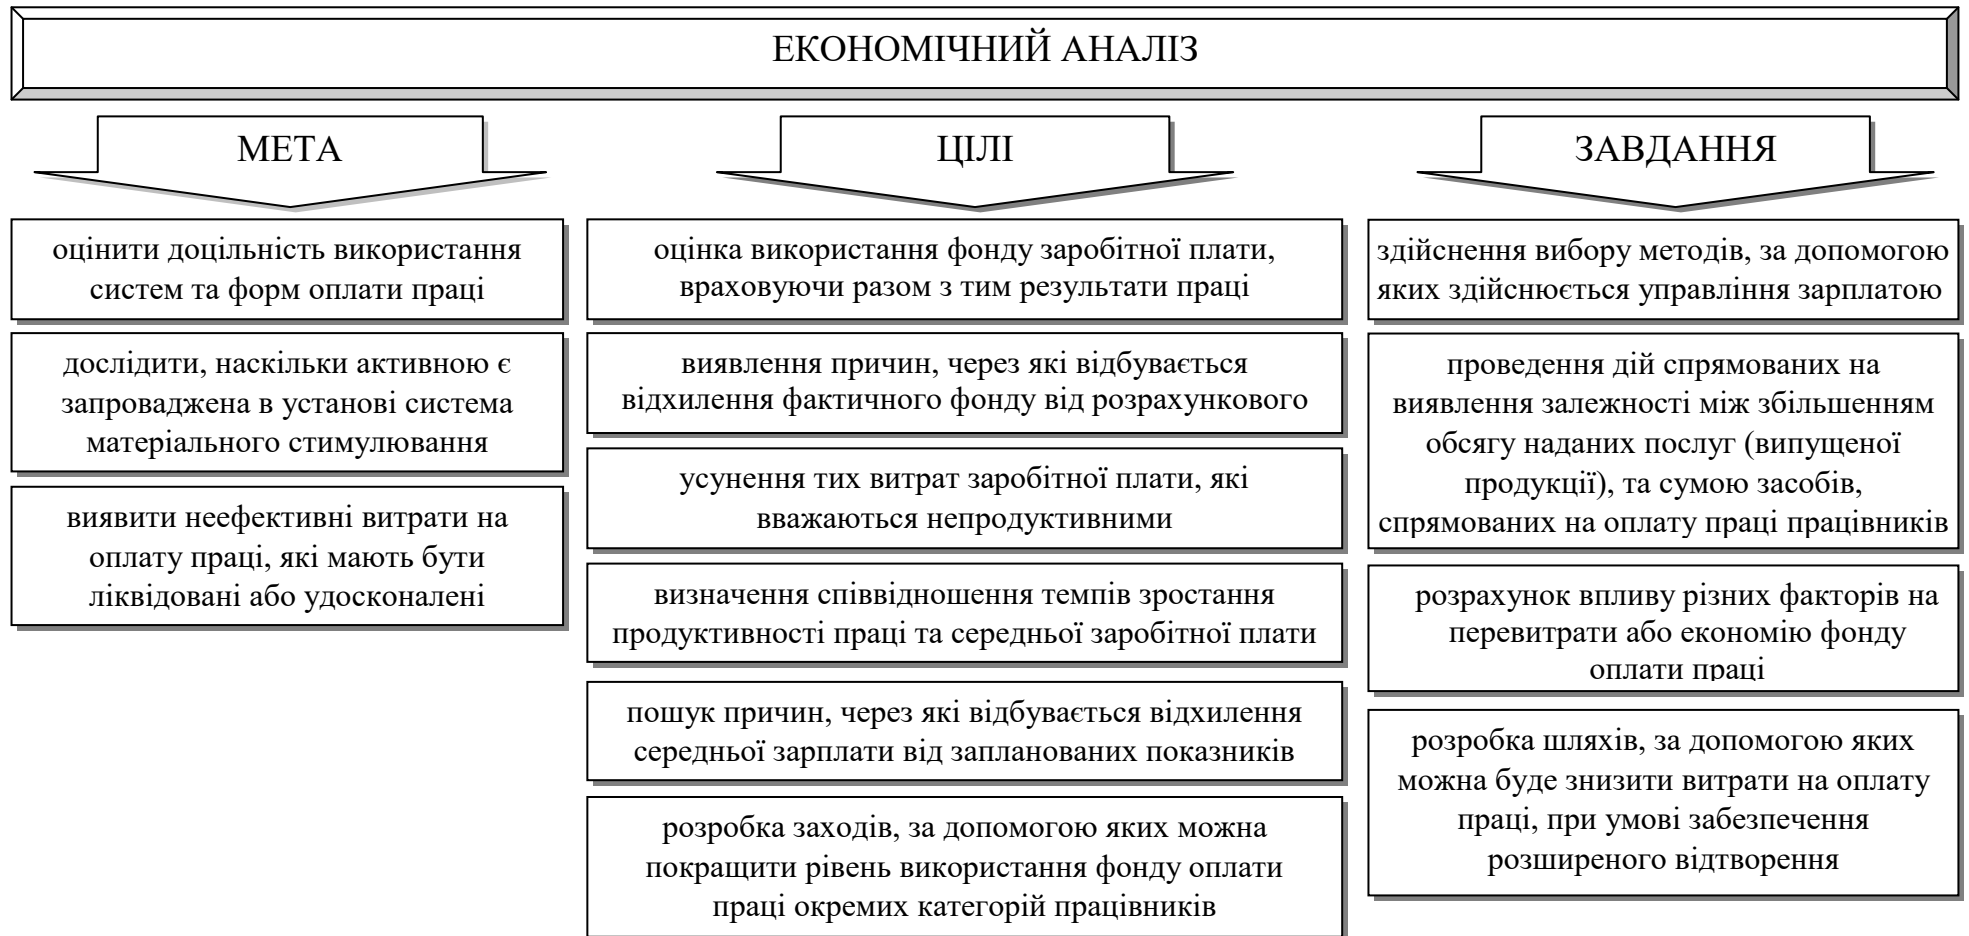 ЕКОНОМІЧНИЙ АНАЛІЗ
МЕТА
оцінити доцільність використання
систем та форм оплати праці
дослідити, наскільки активною є
запроваджена в установі система
матеріального стимулювання
виявити неефективні витрати на
оплату праці, які мають бути
ліквідовані або удосконалені
ЦІЛІ
оцінка використання фонду заробітної плати,
враховуючи разом з тим результати праці
виявлення причин, через які відбувається
відхилення фактичного фонду від розрахункового
усунення тих витрат заробітної плати, які
вважаються непродуктивними
визначення співвідношення темпів зростання
продуктивності праці та середньої заробітної плати
пошук причин, через які відбувається відхилення
середньої зарплати від запланованих показників
розробка заходів, за допомогою яких можна
покращити рівень використання фонду оплати
праці окремих категорій працівників
ЗАВДАННЯ
здійснення вибору методів, за допомогою
яких здійснюється управління зарплатою
проведення дій спрямованих на
виявлення залежності між збільшенням
обсягу наданих послуг (випущеної
продукції), та сумою засобів,
спрямованих на оплату праці працівників
розрахунок впливу різних факторів на
перевитрати або економію фонду
оплати праці
розробка шляхів, за допомогою яких
можна буде знизити витрати на оплату
праці, при умові забезпечення
розширеного відтворення